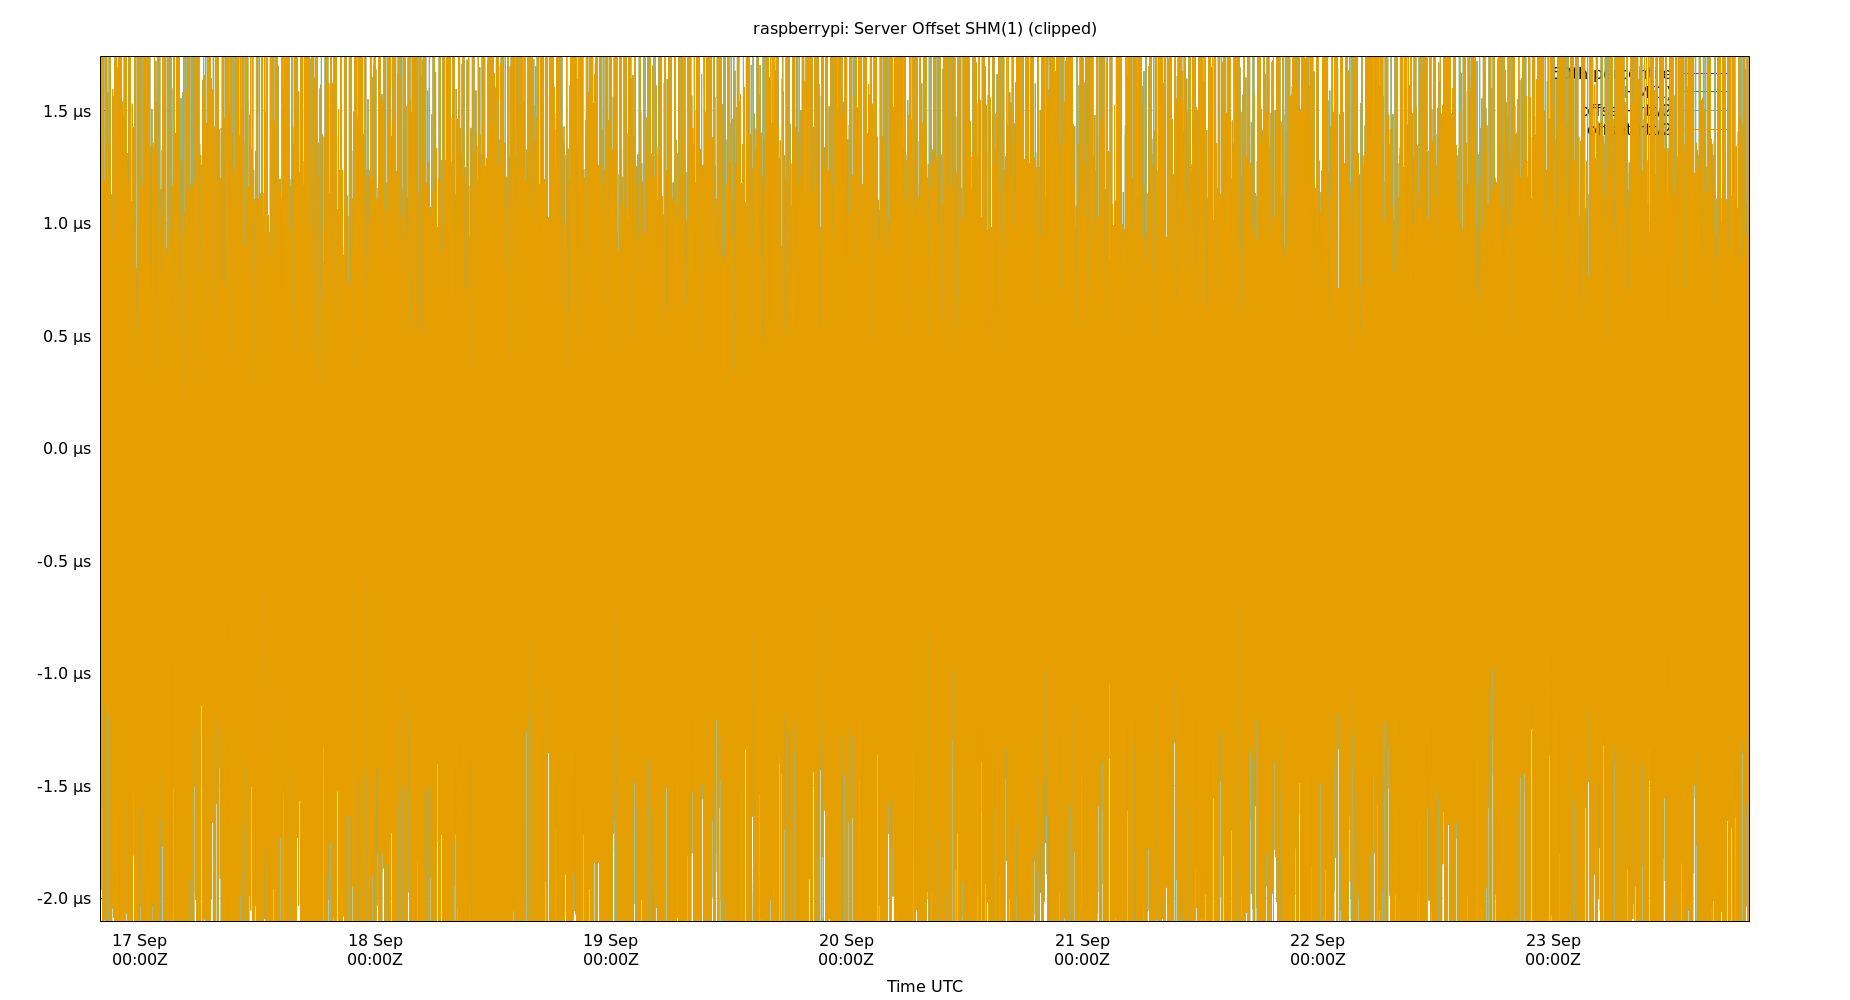 raspberrypi: Server Offset SHM(1) (clipped)
1.5 µs
1.0 µs
0.5 µs
0.0 µs
-0.5 µs
-1.0 µs
-1.5 µs
-2.0 µs
17 Sep 18 Sep 19 Sep 20 Sep 21 Sep 22 Sep 23 Sep
00:00Z 00:00Z 00:00Z 00:00Z 00:00Z 00:00Z 00:00Z
Time UTC